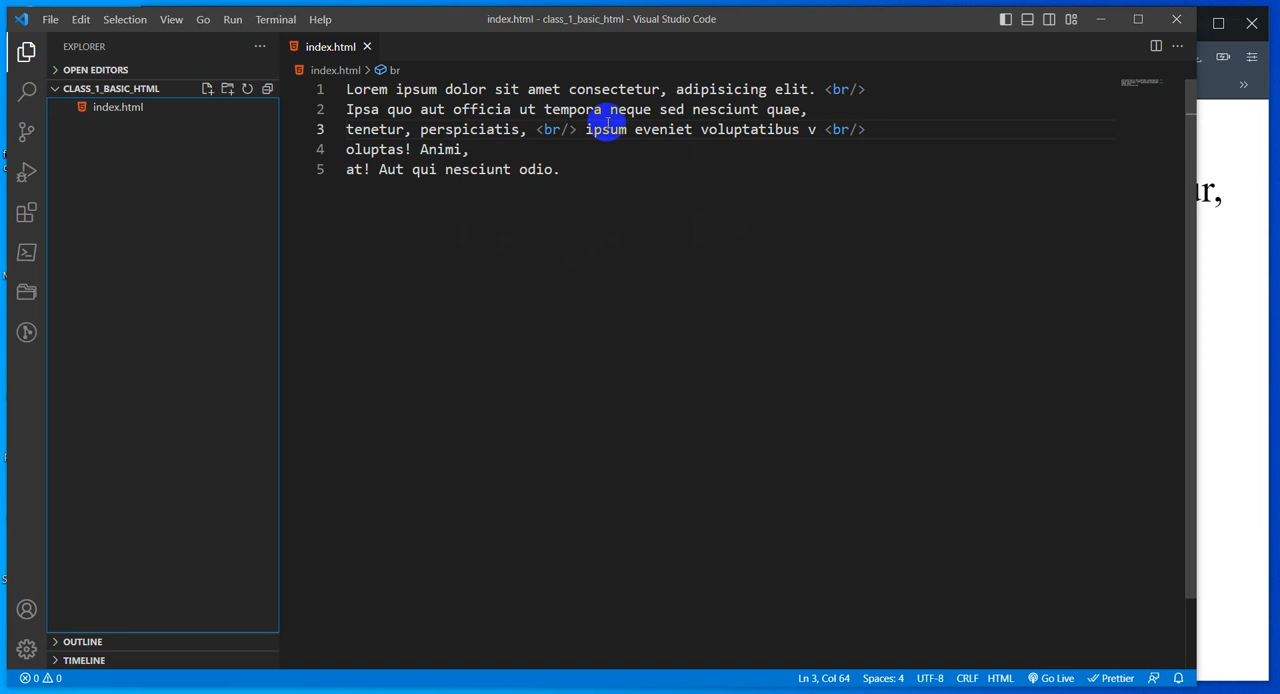 File Edit Selection View Go Run Terminal Help
index.html - class_1_basic_html - Visual Studio Code
EXPLORER
index.html
OPEN EDITORS
index.html > br
CLASS_1_BASIC_HTML
index.html
1 Lorem ipsum dolor sit amet consectetur, adipisicing elit. <br/>
2 Ipsa quo aut officia ut tempora neque sed nesciunt quae,
3 tenetur, perspiciatis, <br/> ipsum eveniet voluptatibus v <br/>
4 oluptas! Animi,
5 at! Aut qui nesciunt odio.
OUTLINE
TIMELINE
0 0 Ln 3, Col 64 Spaces: 4 UTF-8 CRLF HTML Go Live Prettier